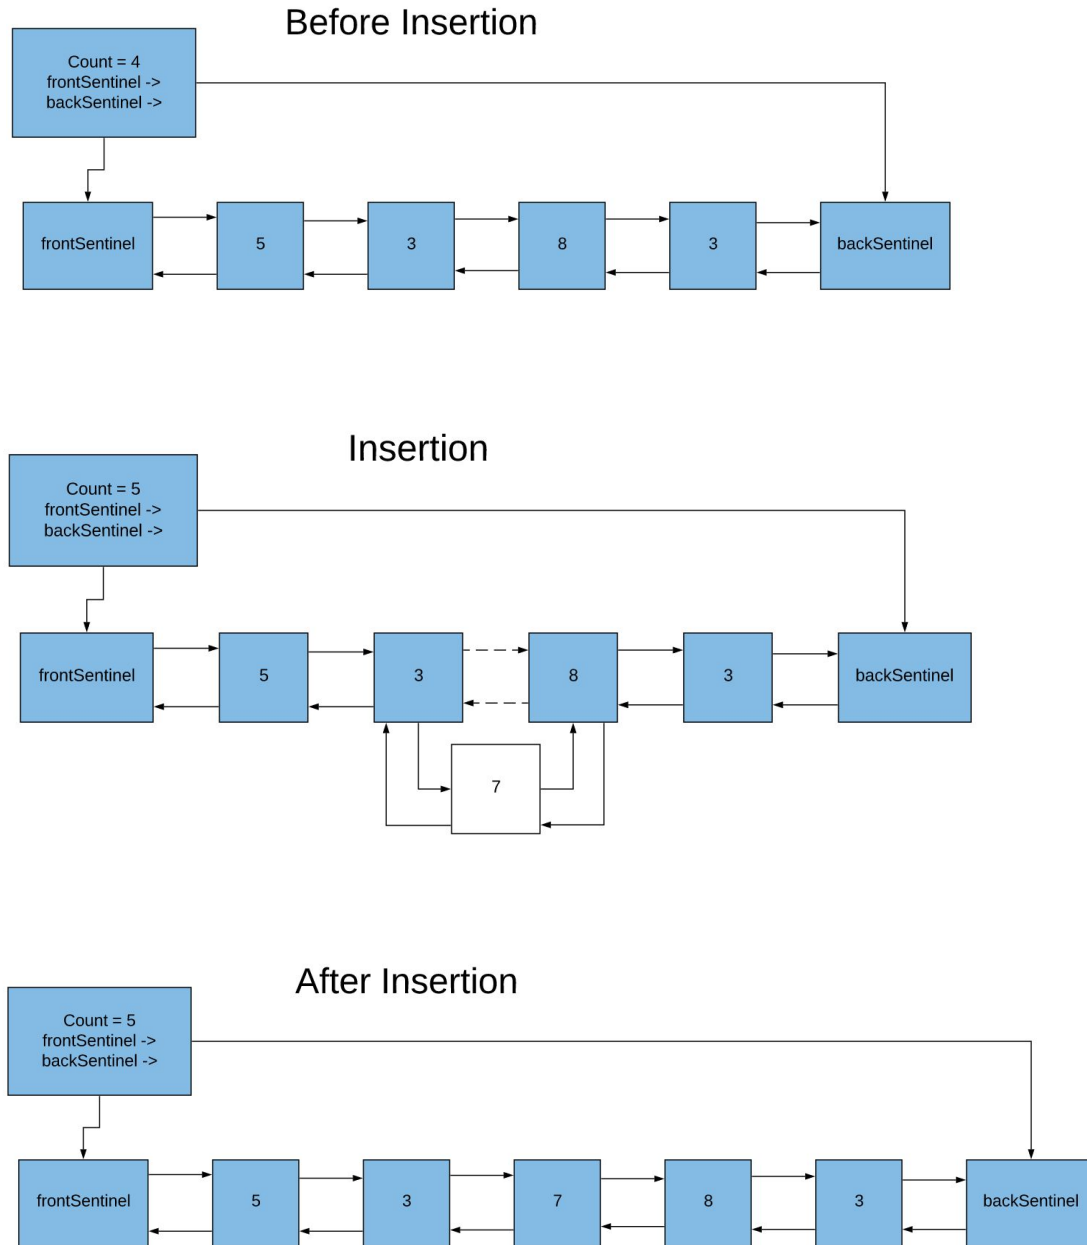 Before Insertion
Count = 4
frontSentinel ->
backSentinel ->
frontSentinel
5
3
8
3
backSentinel
Insertion
Count = 5
frontSentinel ->
backSentinel ->
frontSentinel
5
3
8
3
backSentinel
7
After Insertion
Count = 5
frontSentinel ->
backSentinel ->
frontSentinel
5
3
7
8
3
backSentinel